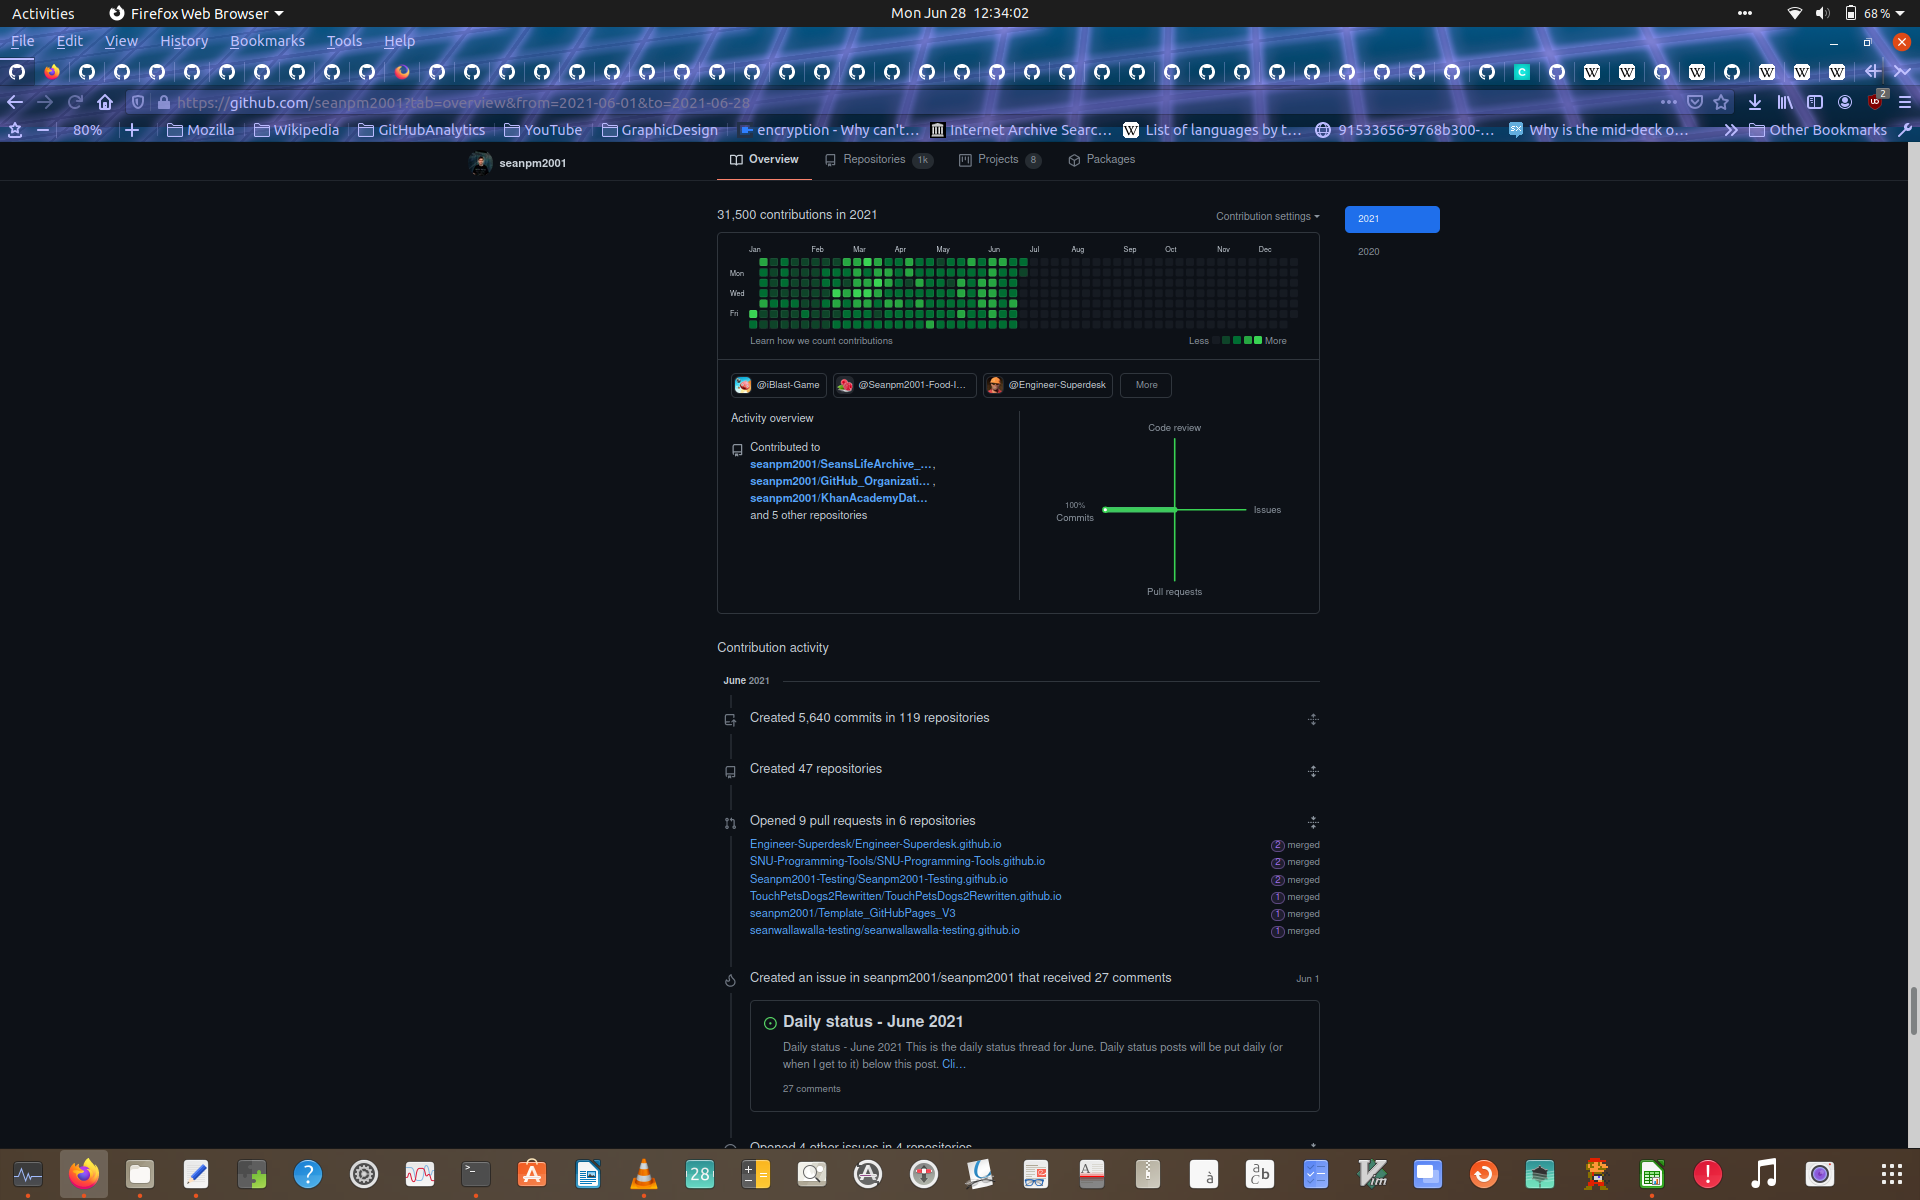 Activities Firefox Web Browser Mon Jun 28 12:34:02 68 %
File Edit View History Bookmarks Tools Help
https://github.com/seanpm2001?tab=overview&from=2021-06-01&to=2021-06-28 2
80% Mozilla Wikipedia GitHubAnalytics YouTube GraphicDesign encryption - Why can't… Internet Archive Searc… List of languages by t… 91533656-9768b300-… Why is the mid-deck o… Other Bookmarks
seanpm2001 Overview Repositories 1k Projects 8 Packages
31,500 contributions in 2021 Contribution settings 2021
2020
Jan Feb Mar Apr May Jun Jul Aug Sep Oct Nov Dec
Mon
Wed
Fri
Learn how we count contributions Less More
@iBlast-Game @Seanpm2001-Food-I… @Engineer-Superdesk More
Activity overview
Code review
Contributed to
seanpm2001/SeansLifeArchive_… ,
seanpm2001/GitHub_Organizati… ,
seanpm2001/KhanAcademyDat…
and 5 other repositories
100%
Commits
Issues
Pull requests
Contribution activity
June 2021
Created 5,640 commits in 119 repositories
Created 47 repositories
Opened 9 pull requests in 6 repositories
Engineer-Superdesk/Engineer-Superdesk.github.io 2 merged
SNU-Programming-Tools/SNU-Programming-Tools.github.io 2 merged
Seanpm2001-Testing/Seanpm2001-Testing.github.io 2 merged
TouchPetsDogs2Rewritten/TouchPetsDogs2Rewritten.github.io 1 merged
seanpm2001/Template_GitHubPages_V3 1 merged
seanwallawalla-testing/seanwallawalla-testing.github.io 1 merged
Created an issue in seanpm2001/seanpm2001 that received 27 comments Jun 1
Daily status - June 2021
Daily status - June 2021 This is the daily status thread for June. Daily status posts will be put daily (or
when I get to it) below this post. Cli…
27 comments
Opened 4 other issues in 4 repositories
28